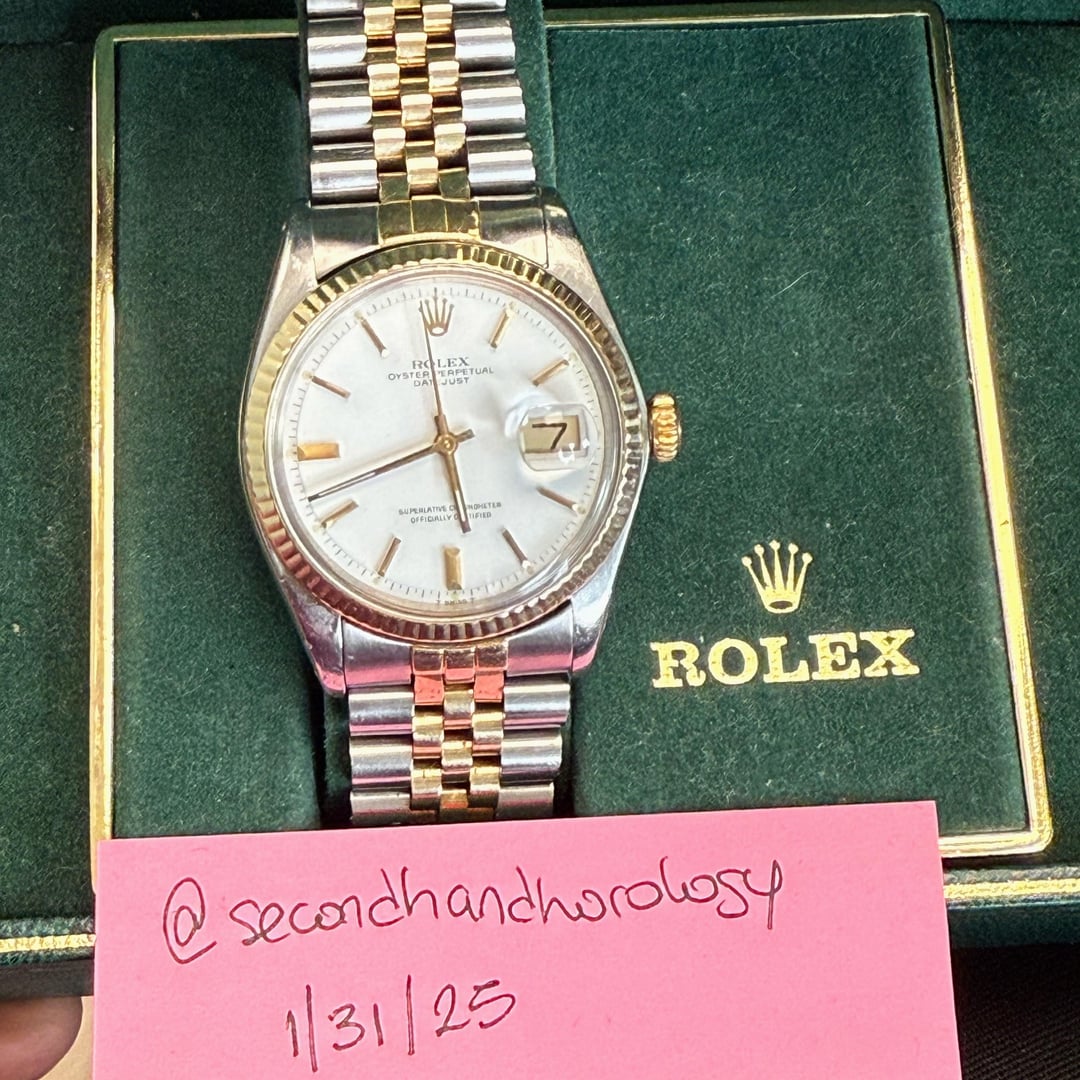 ROLEX
OYSTER PERPETUAL
DATEJUST
7
SUPERLATIVE CHRONOMETER
OFFICIALLY CERTIFIED
ROLEX
@secondhandhorology
1/31/25